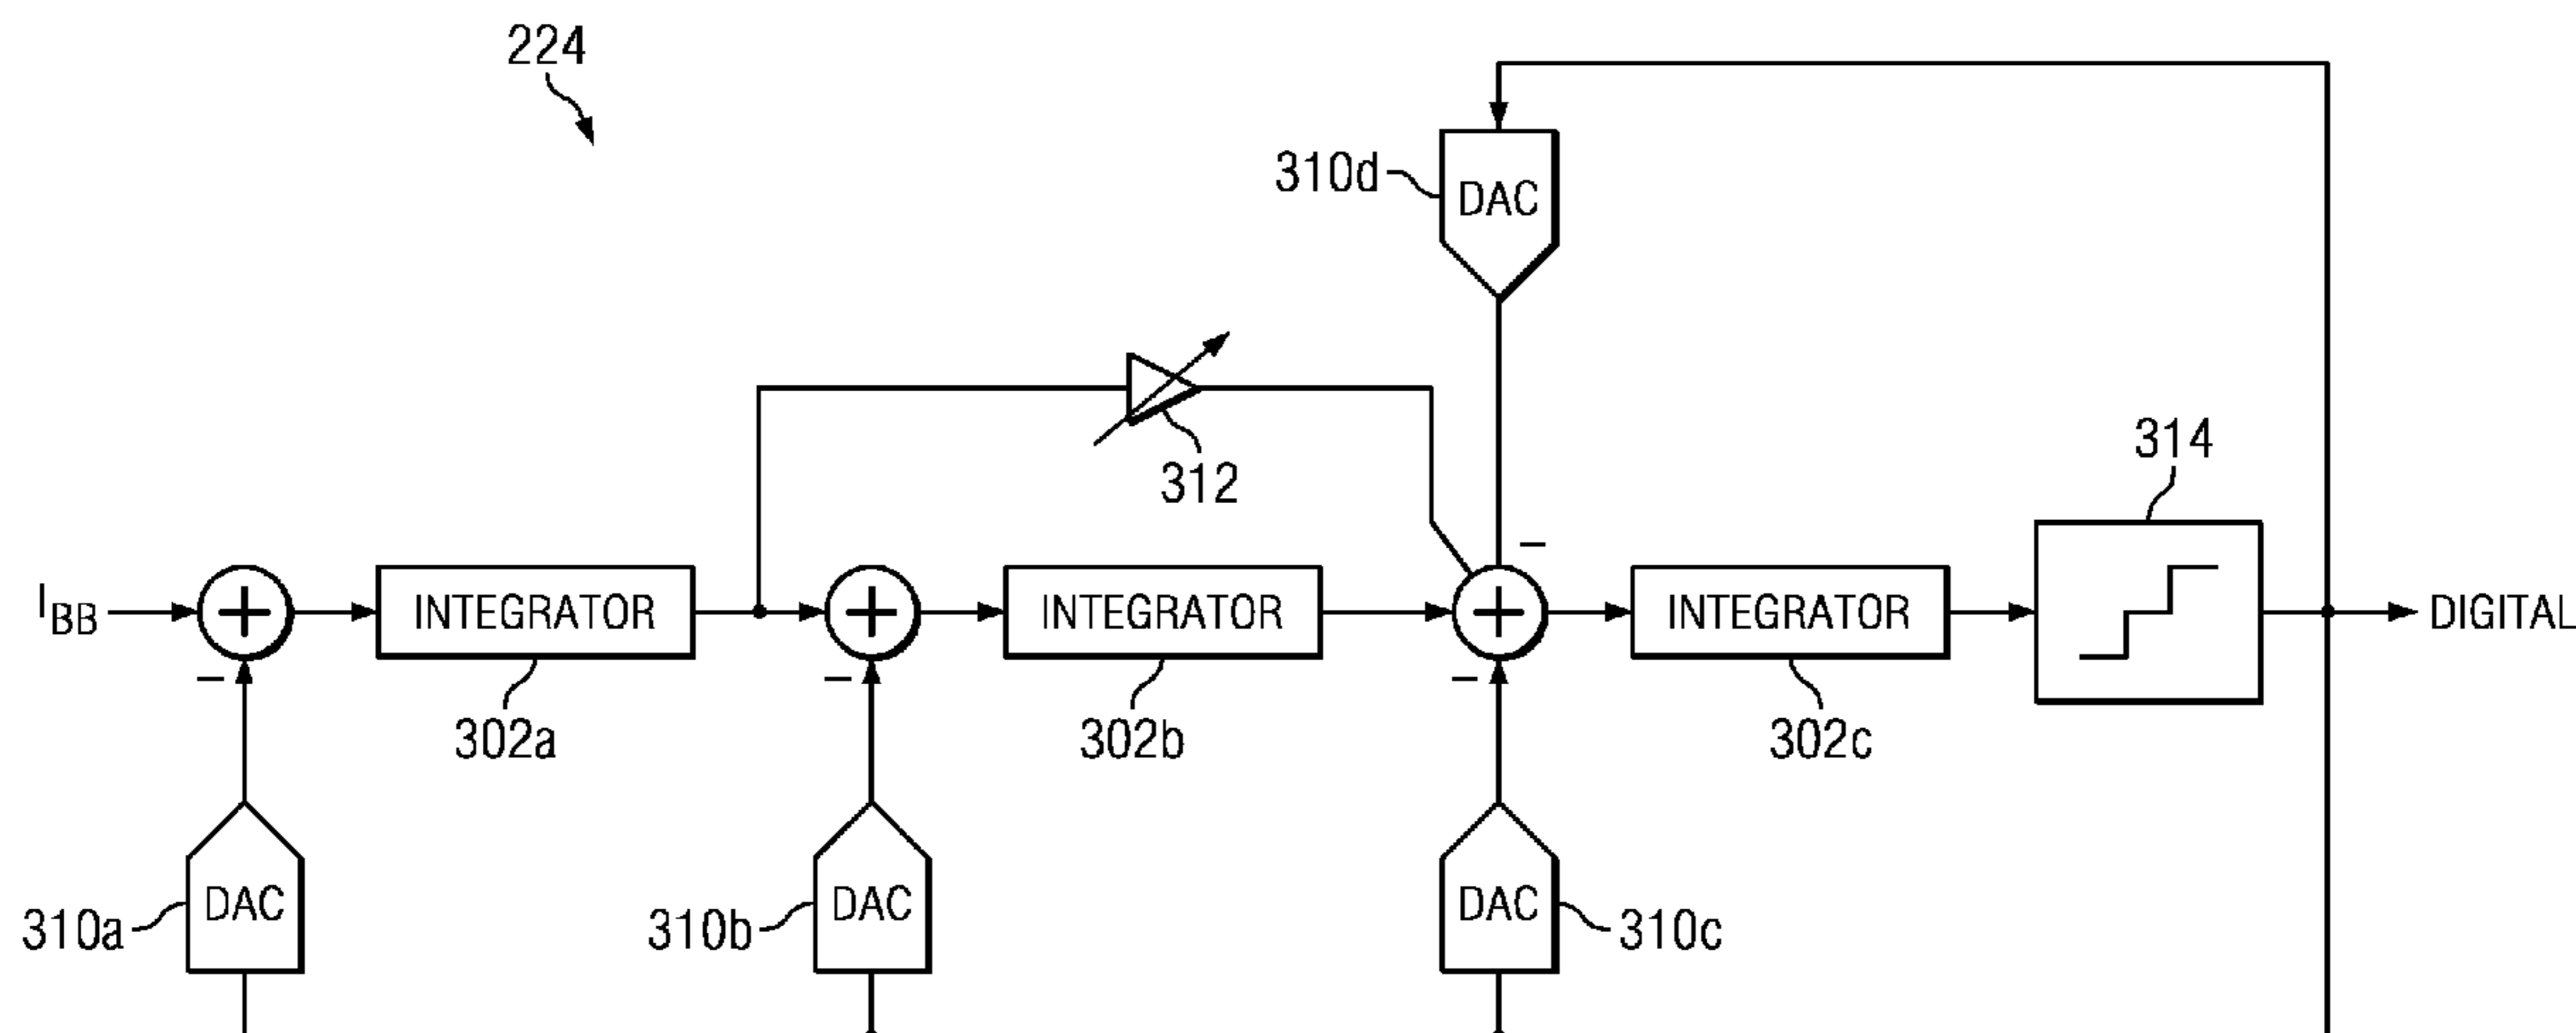 224
310d
DAC
312
314
I_BB
+
INTEGRATOR
+
INTEGRATOR
+
INTEGRATOR
DIGITAL
−
−
−
−
302a
302b
302c
310a
DAC
310b
DAC
DAC
310c